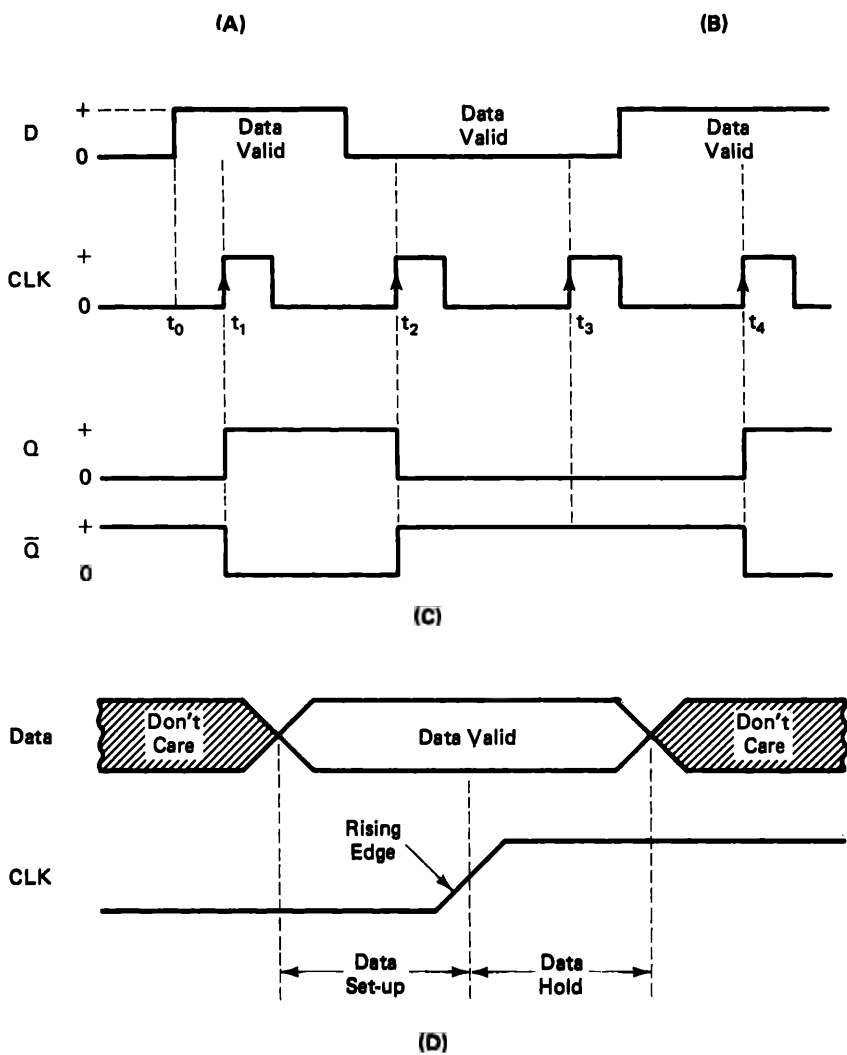 (A)
(B)
D
+
0
Data
Valid
Data
Valid
Data
Valid
CLK
+
0
t₀
t₁
t₂
t₃
t₄
Q
+
0
Q̅
+
0
(C)
Data
Don't
Care
Data Valid
Don't
Care
Rising
Edge
CLK
Data
Set-up
Data
Hold
(D)